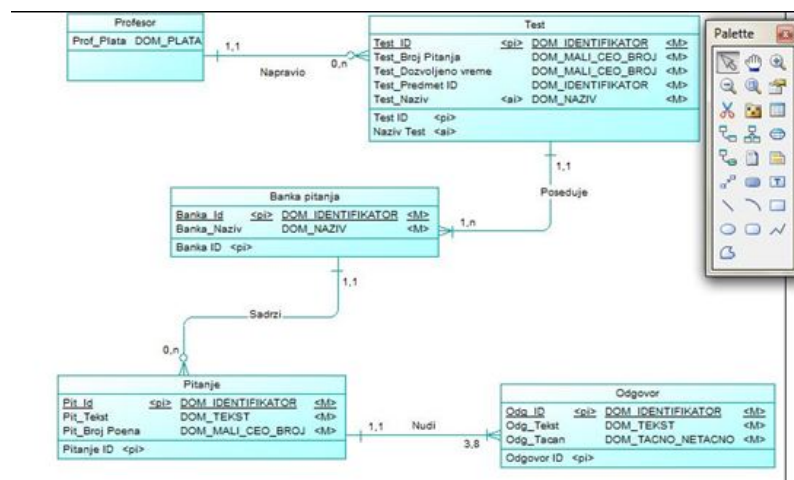 Profesor
Prof_Plata DOM_PLATA
1,1
Napravio
0,n
Test
Test_ID <pi> DOM_IDENTIFIKATOR <M>
Test_Broj Pitanja DOM_MALI_CEO_BROJ <M>
Test_Dozvoljeno vreme DOM_MALI_CEO_BROJ <M>
Test_Predmet ID DOM_IDENTIFIKATOR <M>
Test_Naziv <ai> DOM_NAZIV <M>
Test ID <pi>
Naziv Test <ai>
Palette
1,1
Poseduje
1,n
Banka pitanja
Banka_Id <pi> DOM_IDENTIFIKATOR <M>
Banka_Naziv DOM_NAZIV <M>
Banka ID <pi>
1,1
Sadrzi
0,n
Pitanje
Pit_Id <pi> DOM_IDENTIFIKATOR <M>
Pit_Tekst DOM_TEKST <M>
Pit_Broj Poena DOM_MALI_CEO_BROJ <M>
Pitanje ID <pi>
1,1
Nudi
3,8
Odgovor
Odg_ID <pi> DOM_IDENTIFIKATOR <M>
Odg_Tekst DOM_TEKST <M>
Odg_Tacan DOM_TACNO_NETACNO <M>
Odgovor ID <pi>